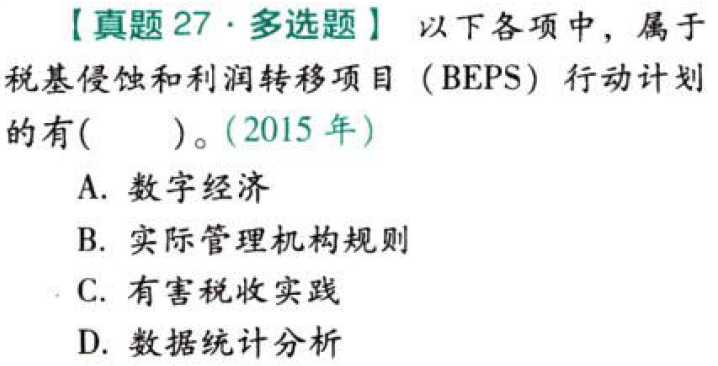 【真题 27·多选题】 以下各项中，属于
税基侵蚀和利润转移项目（BEPS）行动计划
的有(　　)。（2015 年）
A. 数字经济
B. 实际管理机构规则
C. 有害税收实践
D. 数据统计分析